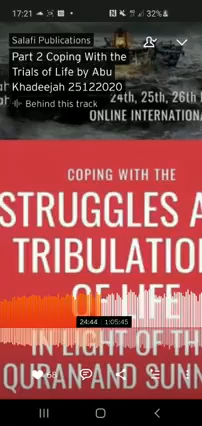 17:21
32%
Salafi Publications
Part 2 Coping With the
Trials of Life by Abu
Khadeejah 25122020
Behind this track
24th, 25th, 26th
ONLINE INTERNATIONA
COPING WITH THE
STRUGGLES A
TRIBULATION
OF LIFE
24:44 1:05:45
IN LIGHT OF TH
68
QURAN AND SUNN